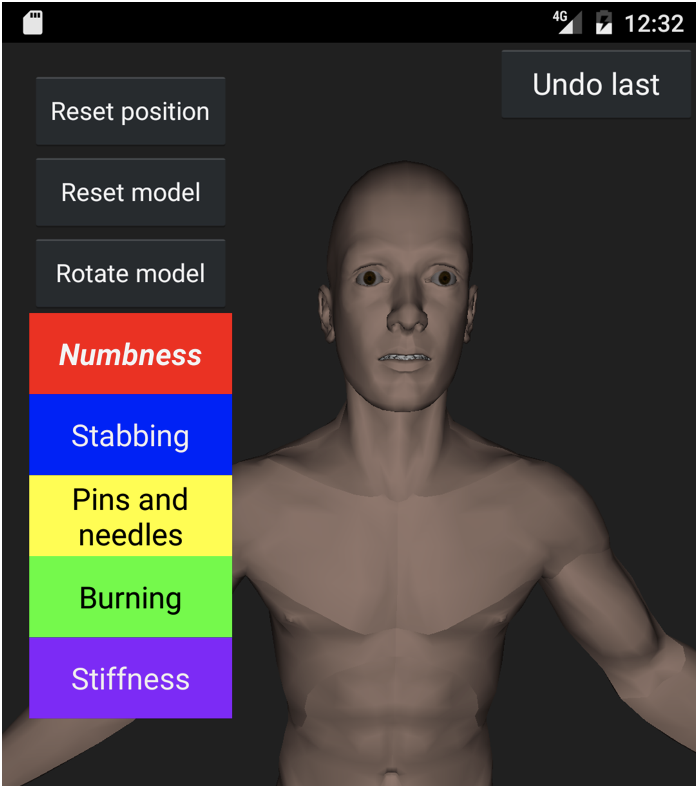 4G 12:32
Undo last
Reset position
Reset model
Rotate model
Numbness
Stabbing
Pins and
needles
Burning
Stiffness